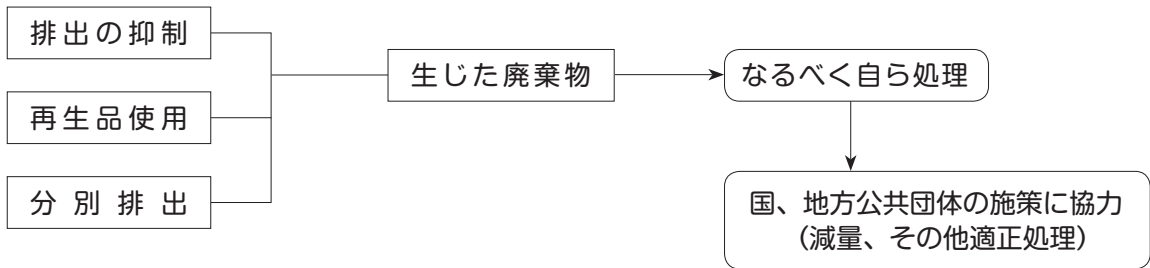 排出の抑制
再生品使用
分別排出
生じた廃棄物
なるべく自ら処理
国、地方公共団体の施策に協力
（減量、その他適正処理）